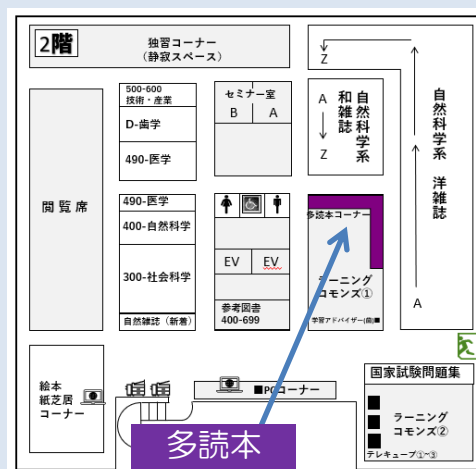 2階
独習コーナー
(静寂スペース)
Z
500-600
技術・産業
D-歯学
490-医学
セミナー室
B A
A
Z
自然科学系
和雑誌
自然科学系 洋雑誌
閲覧席
490-医学
400-自然科学
300-社会科学
自然雑誌（新着）
EV EV
参考図書
400-699
多読本コーナー
ラーニング
コモンズ①
学習アドバイザー(歯)■
A
絵本
紙芝居
コーナー
■PCコーナー
多読本
国家試験問題集
ラーニング
コモンズ②
テレキューブ①~③